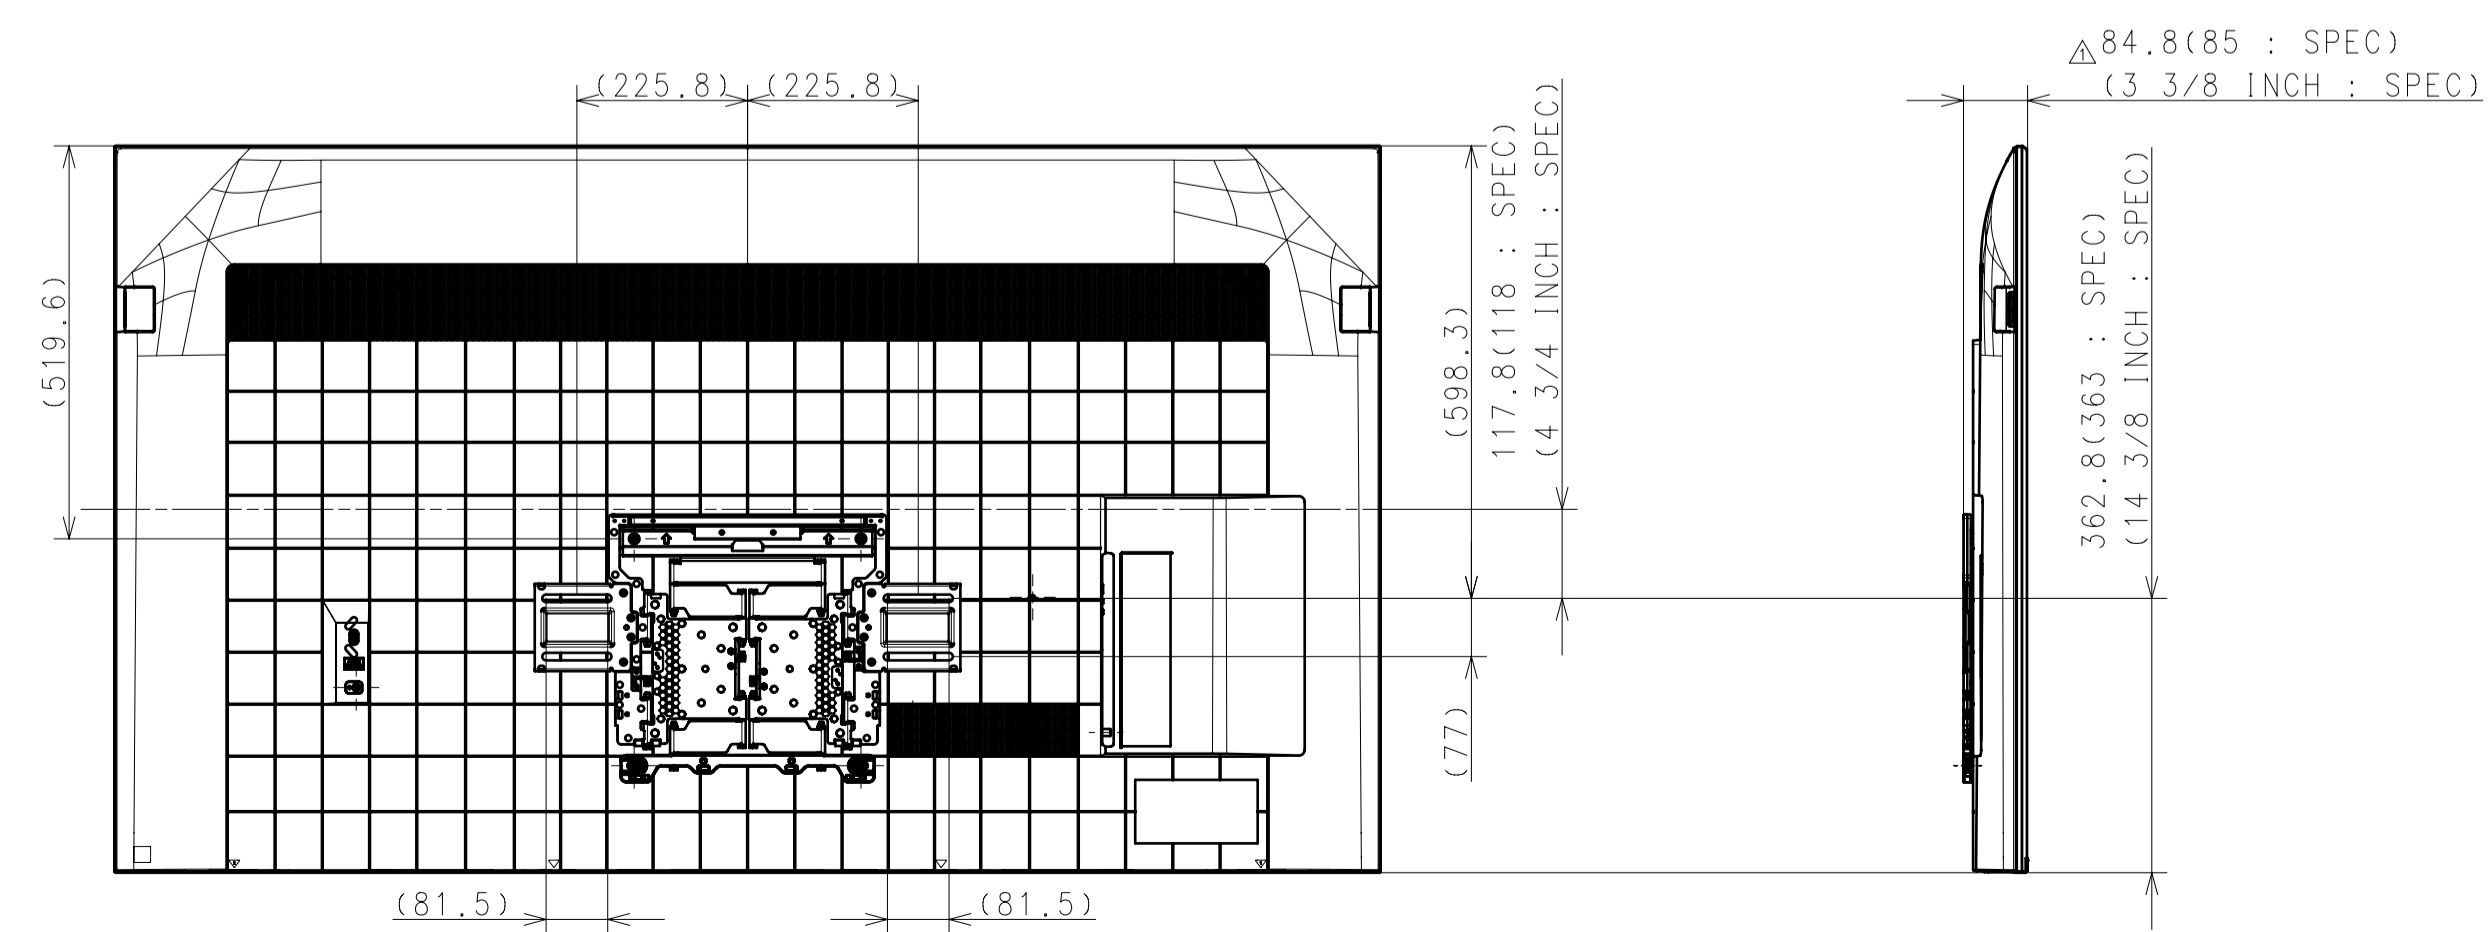 1 84.8(85 : SPEC)
(3 3/8 INCH : SPEC)
(225.8) (225.8)
(519.6)
(598.3)
117.8(118 : SPEC)
(4 3/4 INCH : SPEC)
362.8(363 : SPEC)
(14 3/8 INCH : SPEC)
(77)
(81.5) (81.5)